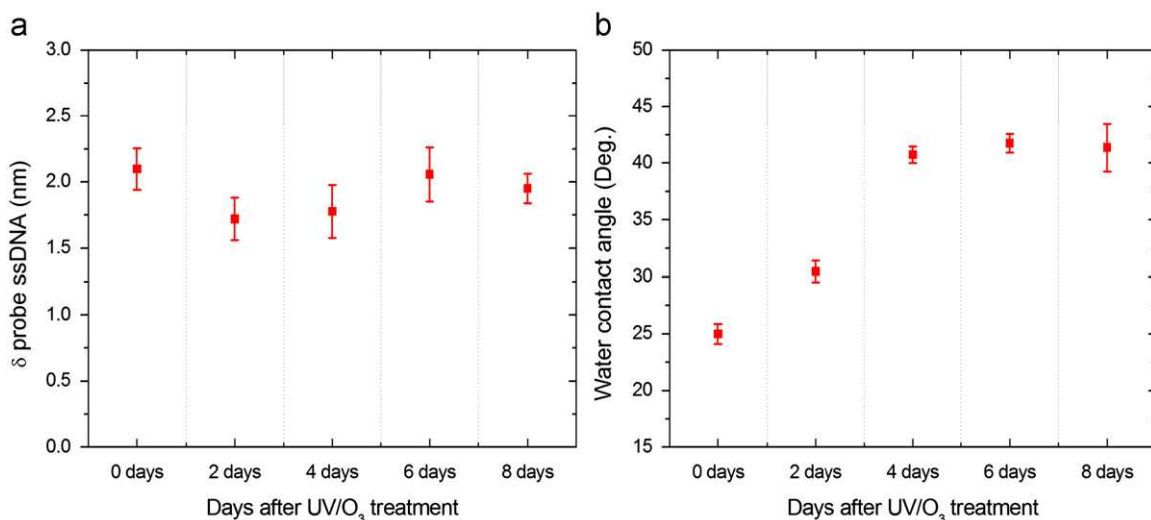 a
3.0
2.5
2.0
1.5
1.0
0.5
0.0
δ probe ssDNA (nm)
0 days 2 days 4 days 6 days 8 days
Days after UV/O₃ treatment
b
50
45
40
35
30
25
20
15
Water contact angle (Deg.)
0 days 2 days 4 days 6 days 8 days
Days after UV/O₃ treatment